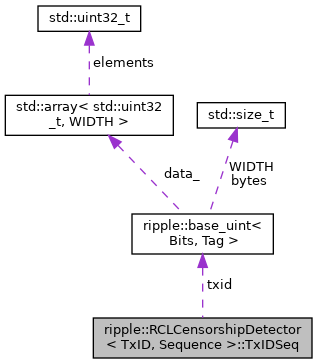 std::uint32_t
elements
std::array< std::uint32
_t, WIDTH >
std::size_t
data_
WIDTH
bytes
ripple::base_uint<
Bits, Tag >
txid
ripple::RCLCensorshipDetector
< TxID, Sequence >::TxIDSeq